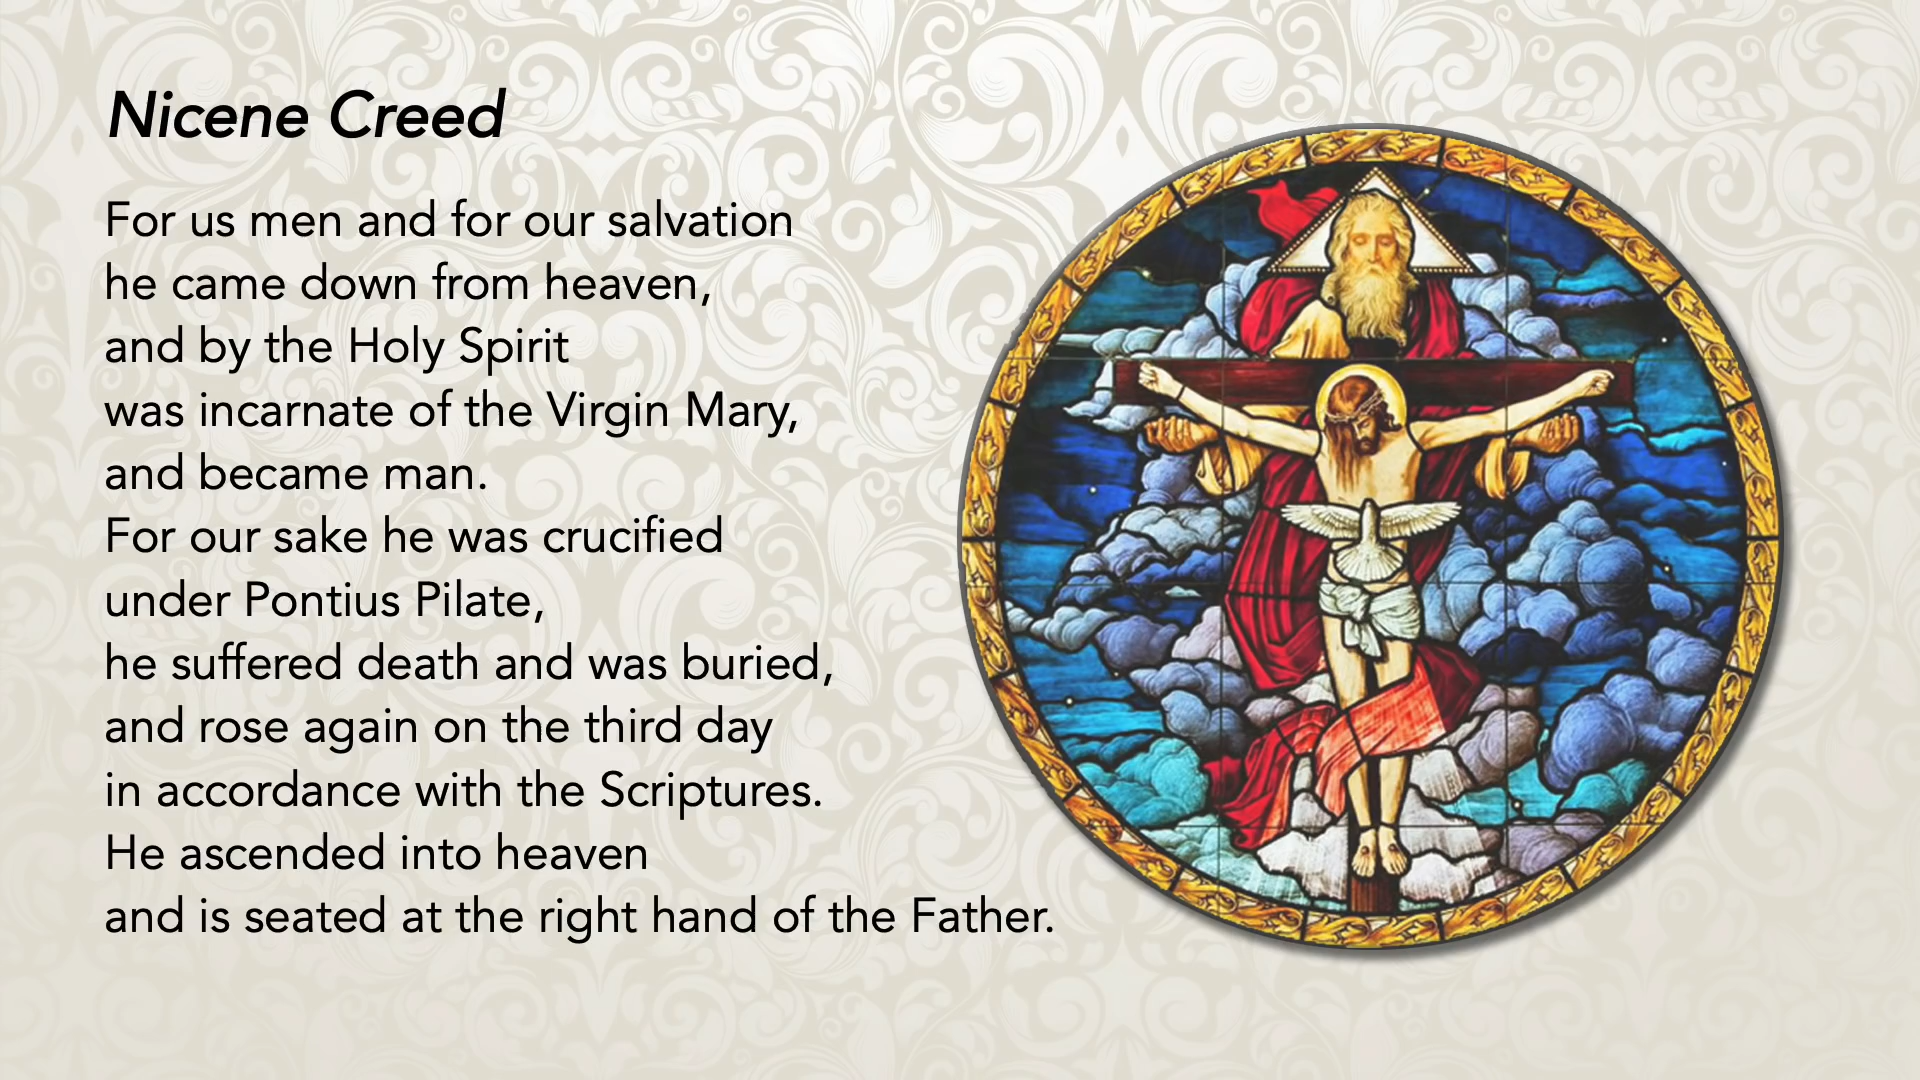 Nicene Creed
For us men and for our salvation
he came down from heaven,
and by the Holy Spirit
was incarnate of the Virgin Mary,
and became man.
For our sake he was crucified
under Pontius Pilate,
he suffered death and was buried,
and rose again on the third day
in accordance with the Scriptures.
He ascended into heaven
and is seated at the right hand of the Father.